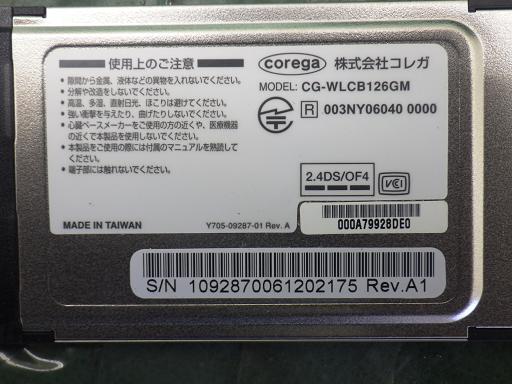 使用上のご注意
・隙間から金属、液体などの異物を入れないでください。
・分解や改造をしないでください。
・高温、多湿、直射日光、ほこりは避けてください。
・強い衝撃を与えたり、曲げたりしないでください。
・心臓ペースメーカーをご使用の方の近くや、医療機器
の近くで本製品を使用しないでください。
・本製品をご使用の際には付属のマニュアルを熟読して
ください。
・端子部には触れないでください。
MADE IN TAIWAN
Y705-09287-01 Rev. A
corega 株式会社コレガ
MODEL: CG-WLCB126GM
R 003NY06040 0000
2.4DS/OF4
VCI
000A79928DE0
S/N 1092870061202175 Rev.A1